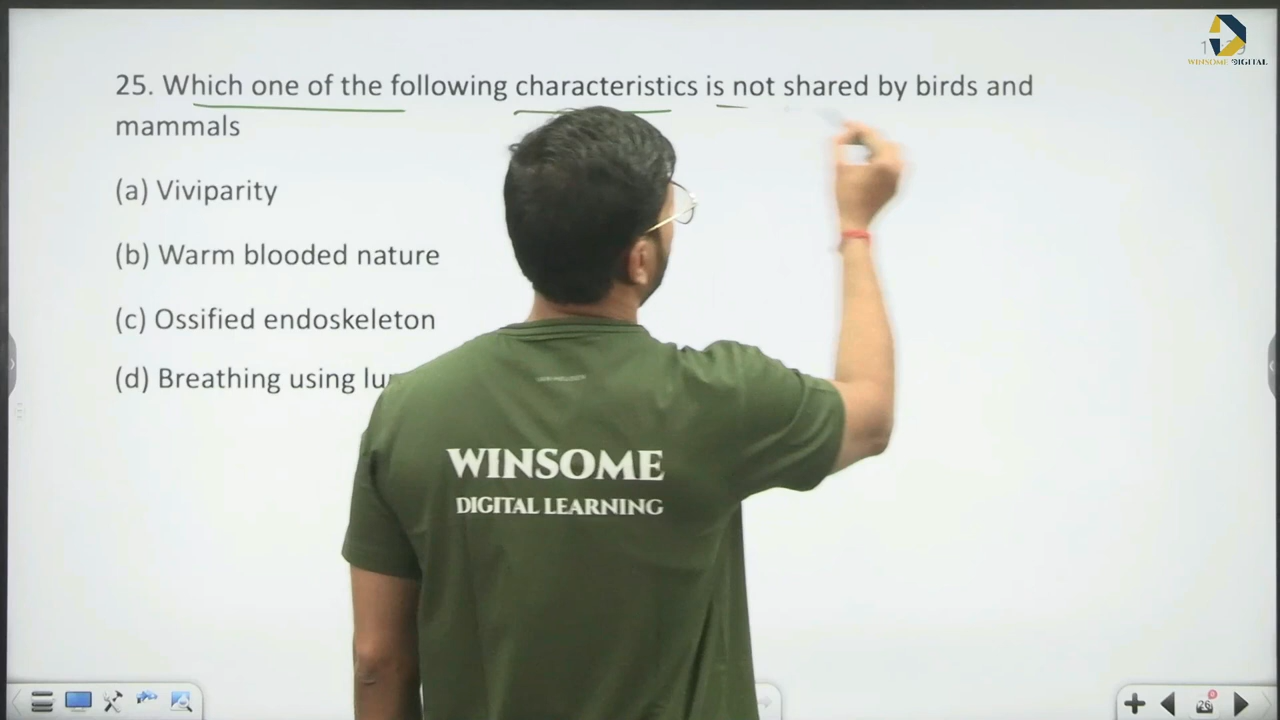 WINSOME DIGITAL
25. Which one of the following characteristics is not shared by birds and
mammals
(a) Viviparity
(b) Warm blooded nature
(c) Ossified endoskeleton
(d) Breathing using
WINSOME
DIGITAL LEARNING
26